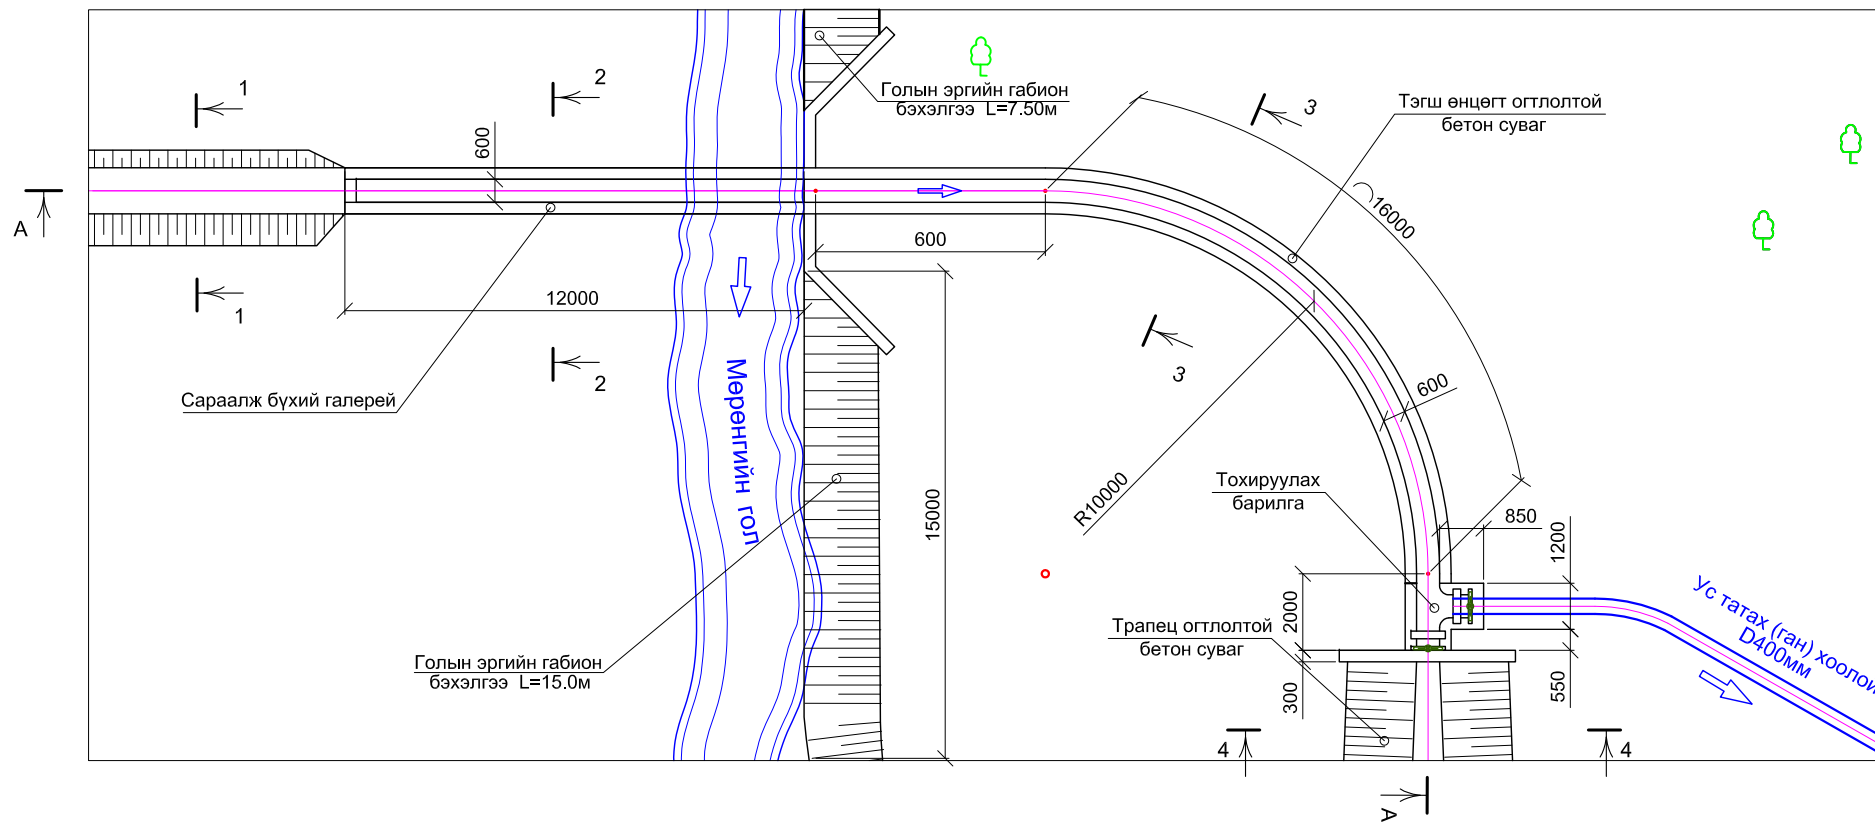 1
2
Голын эргийн габион
бэхэлгээ L=7.50м
3
Тэгш өнцөгт огтлолтой
бетон суваг
600
A
16000
600
12000
1
2
3
Сараалж бүхий галерей
Мөрөнгийн гол
600
15000
R10000
Тохируулах
барилга
850
1200
Ус татах (ган) хоолой
D400мм
2000
Трапец огтлолтой
бетон суваг
Голын эргийн габион
бэхэлгээ L=15.0м
300
550
4
4
A